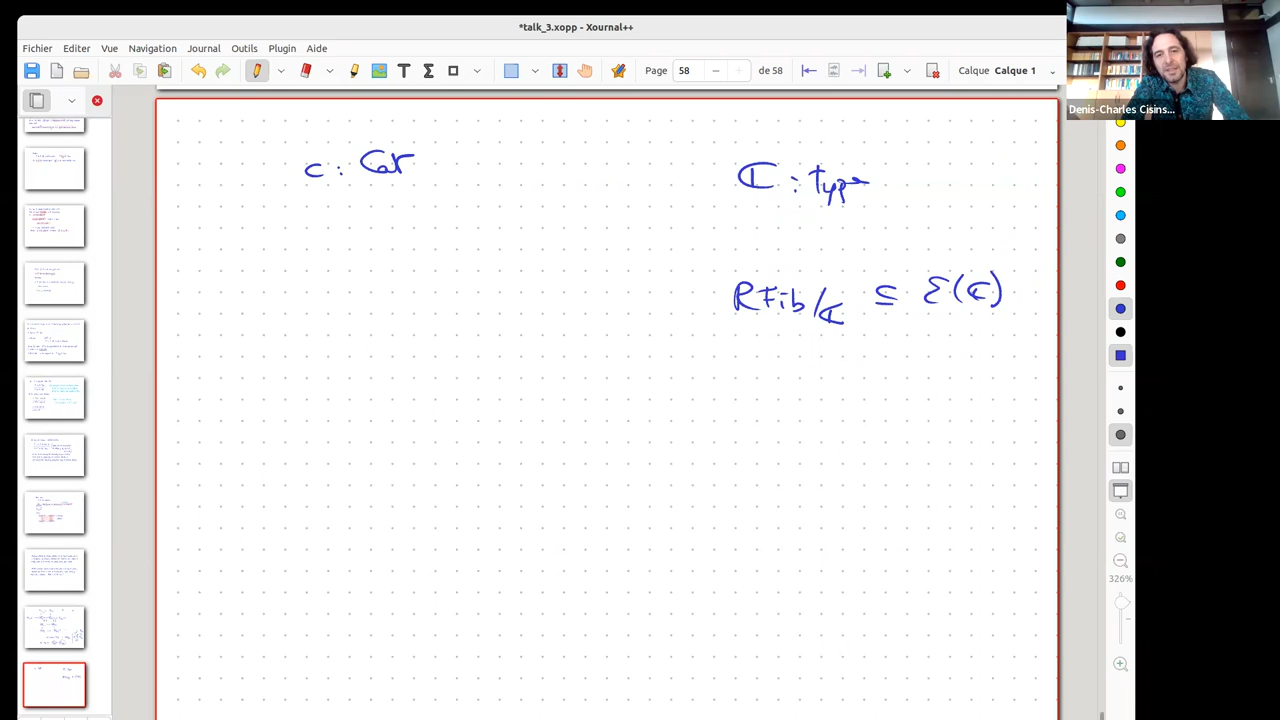 *talk_3.xopp - Xournal++
Fichier Editer Vue Navigation Journal Outils Plugin Aide
Page 58 de 58 Calque Calque 1
Denis-Charles Cisins...
c : Cat
ℂ : type
RFib/ℂ ⊆ Ɛ(ℂ)
326%